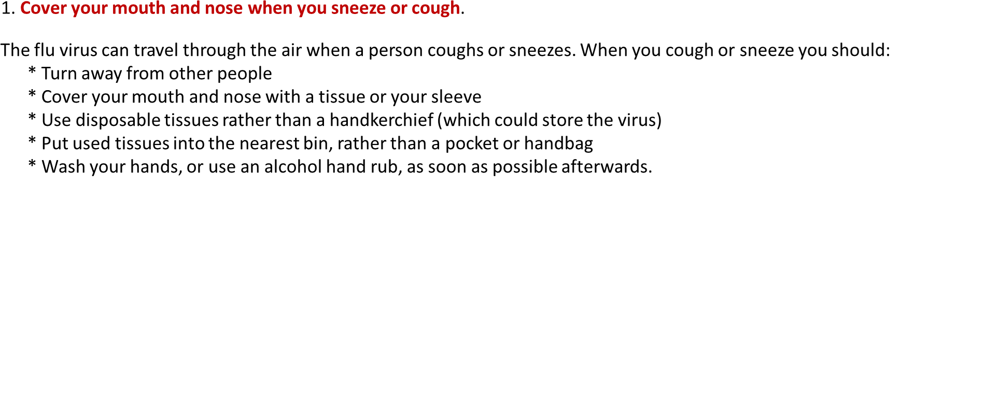 1. Cover your mouth and nose when you sneeze or cough.
The flu virus can travel through the air when a person coughs or sneezes. When you cough or sneeze you should:
* Turn away from other people
* Cover your mouth and nose with a tissue or your sleeve
* Use disposable tissues rather than a handkerchief (which could store the virus)
* Put used tissues into the nearest bin, rather than a pocket or handbag
* Wash your hands, or use an alcohol hand rub, as soon as possible afterwards.